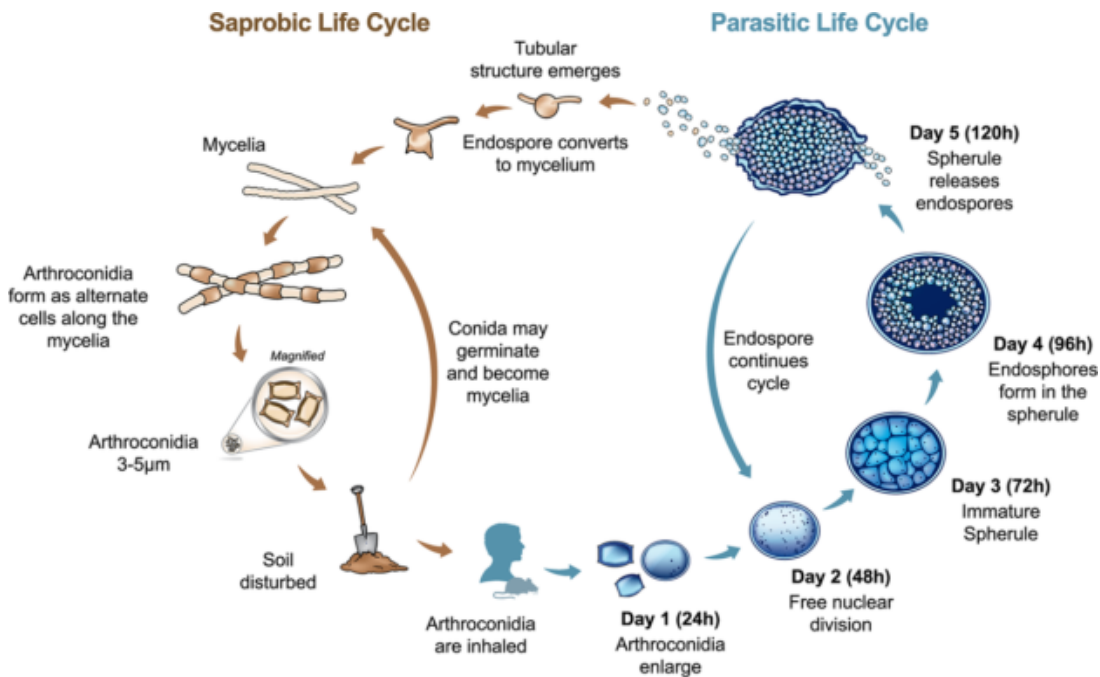 Saprobic Life Cycle
Parasitic Life Cycle
Tubular
structure emerges
Endospore converts
to mycelium
Mycelia
Arthroconidia
form as alternate
cells along the
mycelia
Magnified
Arthroconidia
3-5µm
Conida may
germinate
and become
mycelia
Soil
disturbed
Arthroconidia
are inhaled
Day 1 (24h)
Arthroconidia
enlarge
Day 2 (48h)
Free nuclear
division
Day 3 (72h)
Immature
Spherule
Day 4 (96h)
Endosphores
form in the
spherule
Day 5 (120h)
Spherule
releases
endospores
Endospore
continues
cycle